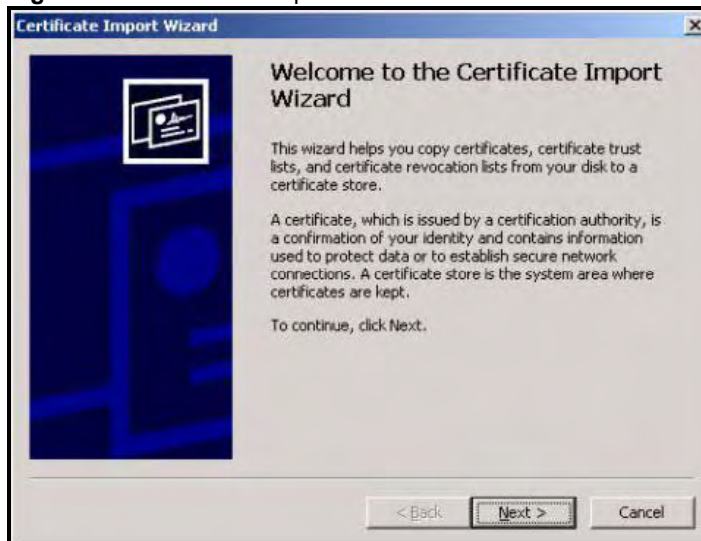 Certificate Import Wizard
Welcome to the Certificate Import
Wizard
This wizard helps you copy certificates, certificate trust
lists, and certificate revocation lists from your disk to a
certificate store.
A certificate, which is issued by a certification authority, is
a confirmation of your identity and contains information
used to protect data or to establish secure network
connections. A certificate store is the system area where
certificates are kept.
To continue, click Next.
< Back Next > Cancel